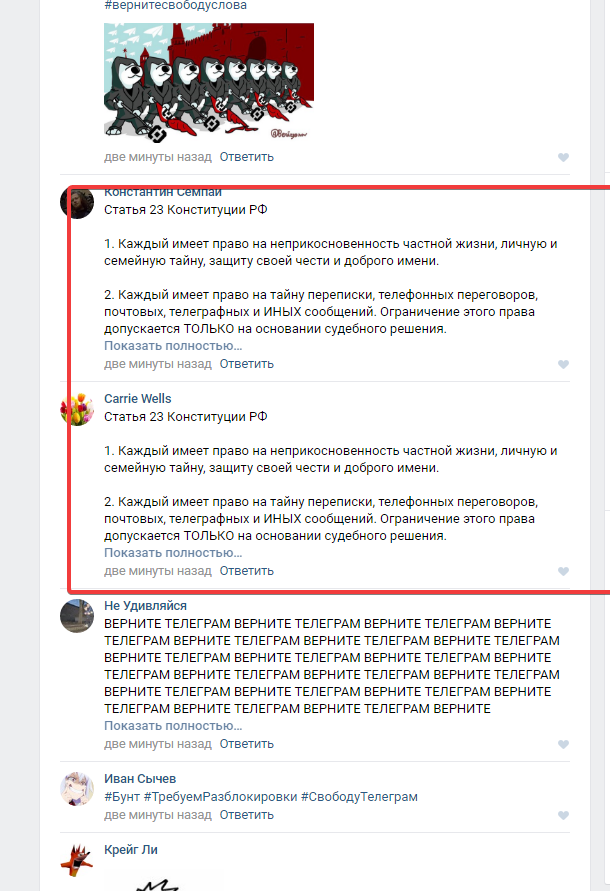 #вернитесвободуслова
две минуты назад Ответить
Константин Семпай
Статья 23 Конституции РФ
1. Каждый имеет право на неприкосновенность частной жизни, личную и
семейную тайну, защиту своей чести и доброго имени.
2. Каждый имеет право на тайну переписки, телефонных переговоров,
почтовых, телеграфных и ИНЫХ сообщений. Ограничение этого права
допускается ТОЛЬКО на основании судебного решения.
Показать полностью...
две минуты назад Ответить
Carrie Wells
Статья 23 Конституции РФ
1. Каждый имеет право на неприкосновенность частной жизни, личную и
семейную тайну, защиту своей чести и доброго имени.
2. Каждый имеет право на тайну переписки, телефонных переговоров,
почтовых, телеграфных и ИНЫХ сообщений. Ограничение этого права
допускается ТОЛЬКО на основании судебного решения.
Показать полностью...
две минуты назад Ответить
Не Удивляйся
ВЕРНИТЕ ТЕЛЕГРАМ ВЕРНИТЕ ТЕЛЕГРАМ ВЕРНИТЕ ТЕЛЕГРАМ ВЕРНИТЕ
ТЕЛЕГРАМ ВЕРНИТЕ ТЕЛЕГРАМ ВЕРНИТЕ ТЕЛЕГРАМ ВЕРНИТЕ ТЕЛЕГРАМ
ВЕРНИТЕ ТЕЛЕГРАМ ВЕРНИТЕ ТЕЛЕГРАМ ВЕРНИТЕ ТЕЛЕГРАМ ВЕРНИТЕ
ТЕЛЕГРАМ ВЕРНИТЕ ТЕЛЕГРАМ ВЕРНИТЕ ТЕЛЕГРАМ ВЕРНИТЕ ТЕЛЕГРАМ
ВЕРНИТЕ ТЕЛЕГРАМ ВЕРНИТЕ ТЕЛЕГРАМ ВЕРНИТЕ ТЕЛЕГРАМ ВЕРНИТЕ
ТЕЛЕГРАМ ВЕРНИТЕ ТЕЛЕГРАМ ВЕРНИТЕ ТЕЛЕГРАМ ВЕРНИТЕ
Показать полностью...
две минуты назад Ответить
Иван Сычев
#Бунт #ТребуемРазблокировки #СвободуТелеграм
две минуты назад Ответить
Крейг Ли